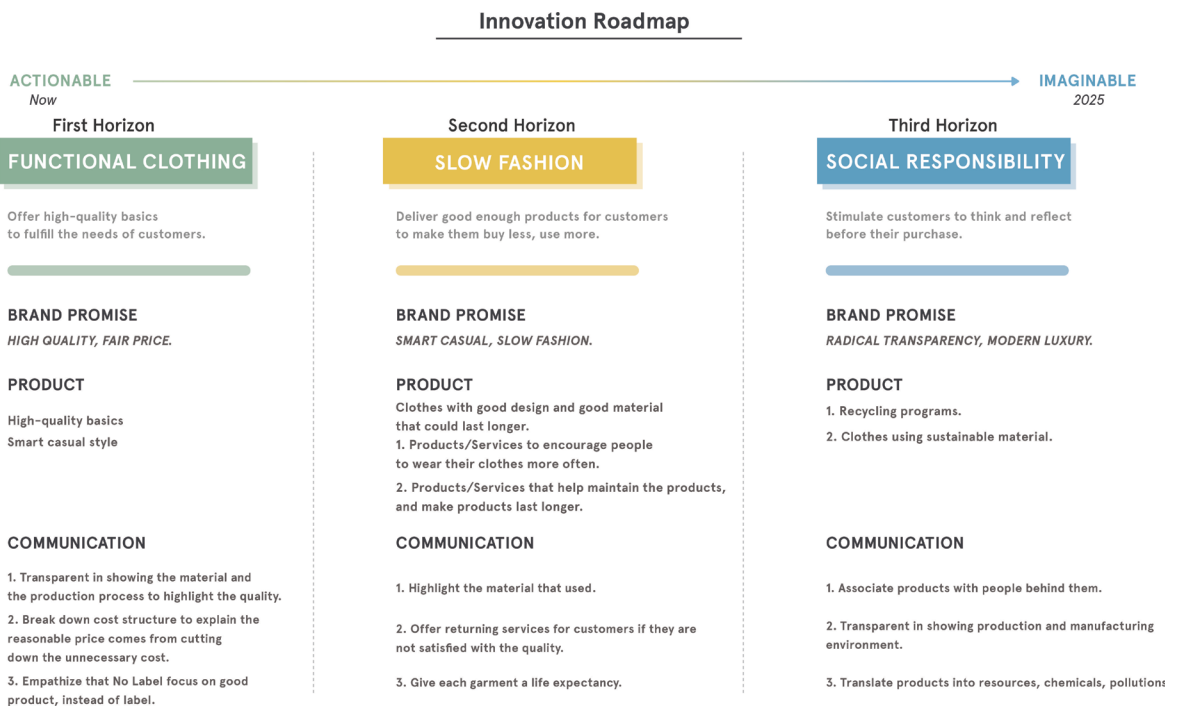 Innovation Roadmap
ACTIONABLE
Now
IMAGINABLE
2025
First Horizon
FUNCTIONAL CLOTHING
Offer high-quality basics
to fulfill the needs of customers.
BRAND PROMISE
HIGH QUALITY, FAIR PRICE.
PRODUCT
High-quality basics
Smart casual style
COMMUNICATION
1. Transparent in showing the material and
the production process to highlight the quality.
2. Break down cost structure to explain the
reasonable price comes from cutting
down the unnecessary cost.
3. Empathize that No Label focus on good
product, instead of label.
Second Horizon
SLOW FASHION
Deliver good enough products for customers
to make them buy less, use more.
BRAND PROMISE
SMART CASUAL, SLOW FASHION.
PRODUCT
Clothes with good design and good material
that could last longer.
1. Products/Services to encourage people
to wear their clothes more often.
2. Products/Services that help maintain the products,
and make products last longer.
COMMUNICATION
1. Highlight the material that used.
2. Offer returning services for customers if they are
not satisfied with the quality.
3. Give each garment a life expectancy.
Third Horizon
SOCIAL RESPONSIBILITY
Stimulate customers to think and reflect
before their purchase.
BRAND PROMISE
RADICAL TRANSPARENCY, MODERN LUXURY.
PRODUCT
1. Recycling programs.
2. Clothes using sustainable material.
COMMUNICATION
1. Associate products with people behind them.
2. Transparent in showing production and manufacturing
environment.
3. Translate products into resources, chemicals, pollutions